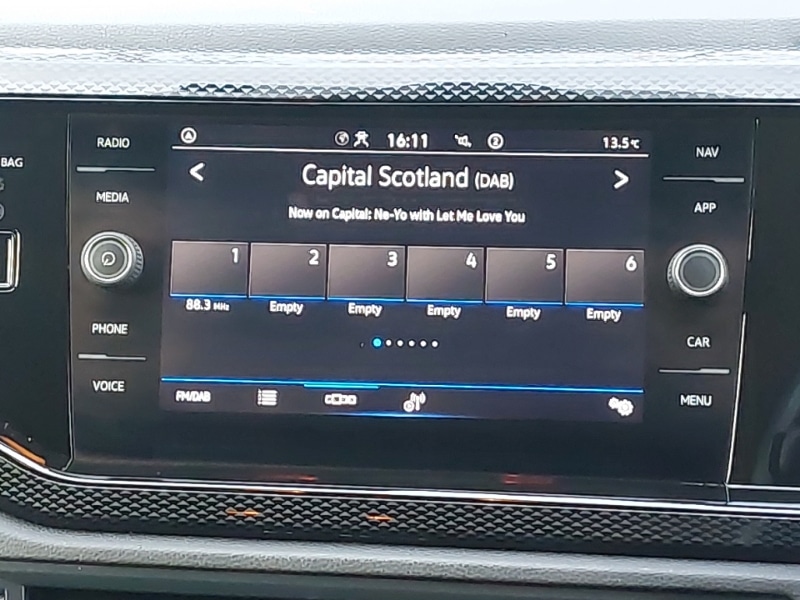 BAG
RADIO
MEDIA
PHONE
VOICE
16:11
2
13.5°C
< Capital Scotland (DAB) >
Now on Capital: Ne-Yo with Let Me Love You
1 2 3 4 5 6
88.3 MHz Empty Empty Empty Empty Empty
FM/DAB
NAV
APP
CAR
MENU